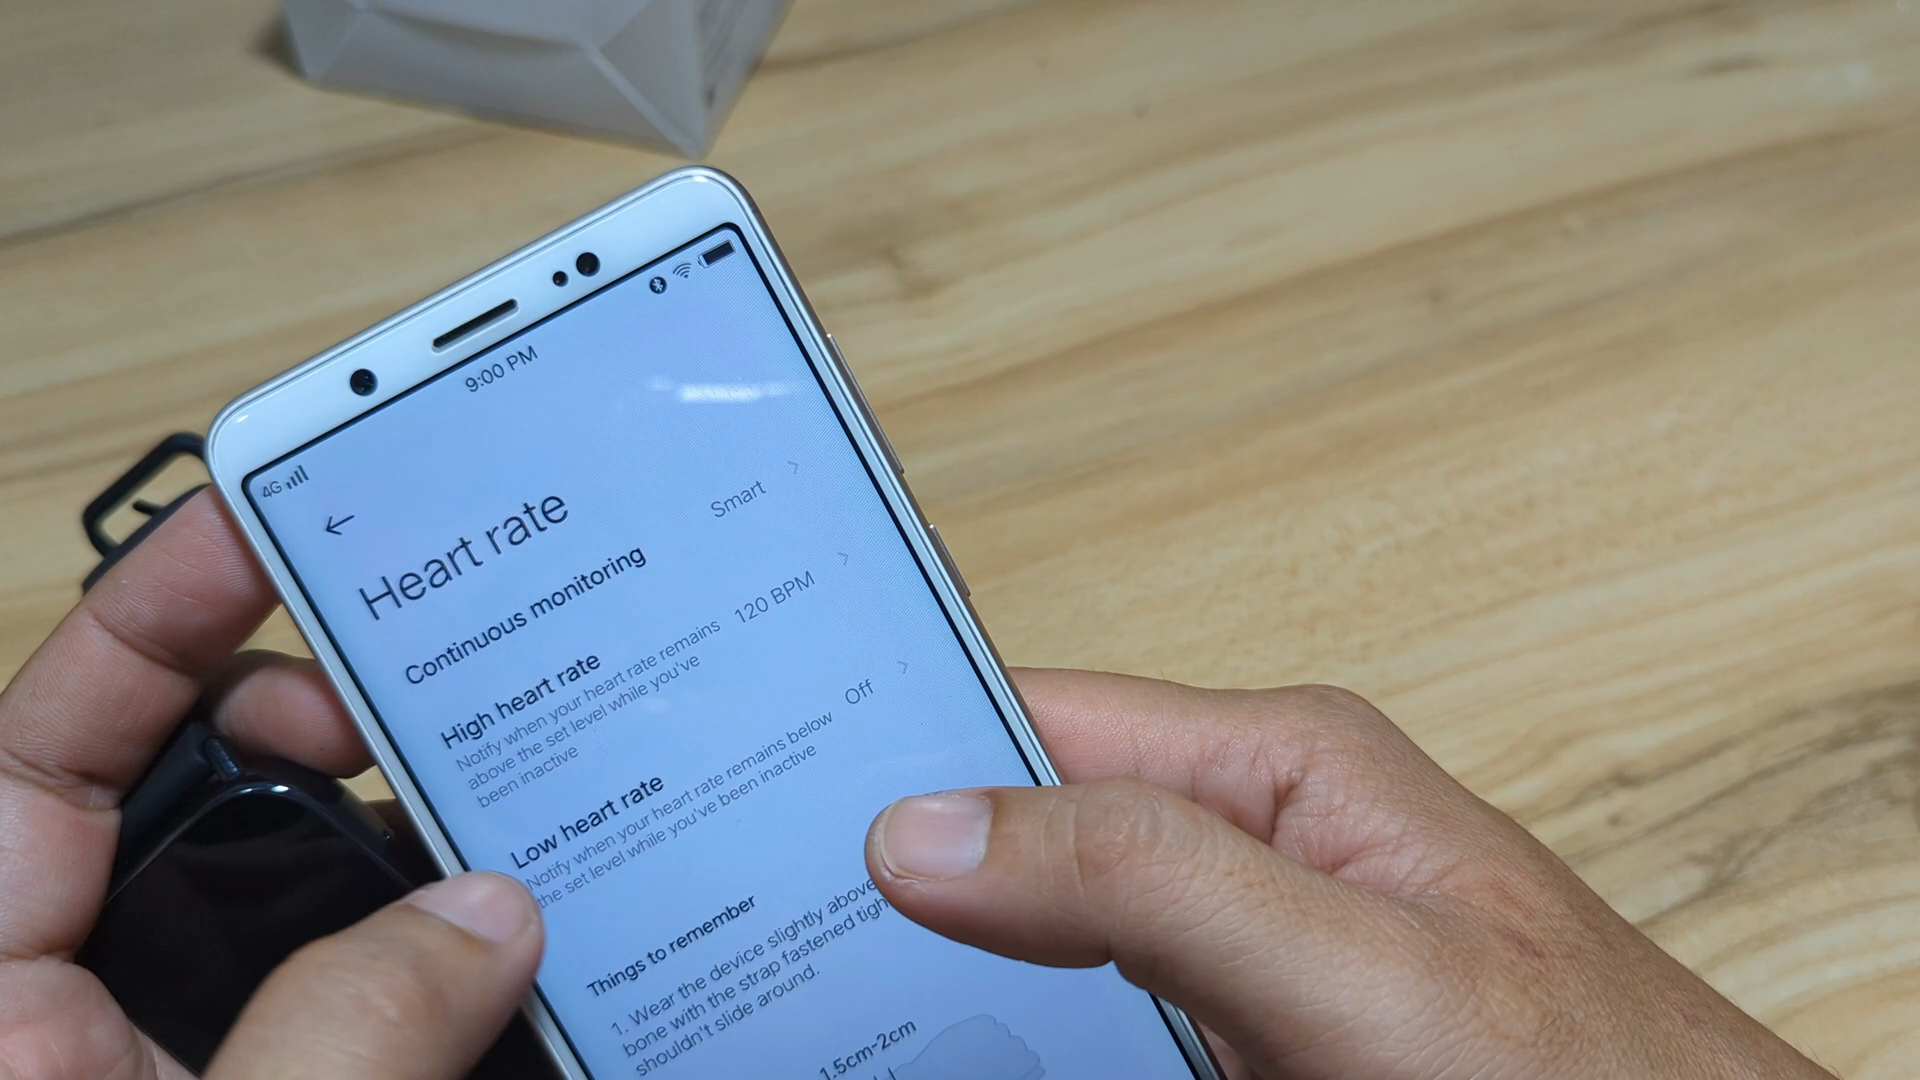 9:00 PM
4G
Heart rate
Continuous monitoring
Smart
High heart rate
Notify when your heart rate remains
above the set level while you've
been inactive
120 BPM
Low heart rate
Notify when your heart rate remains below
the set level while you've been inactive
Off
Things to remember
1. Wear the device slightly above
bone with the strap fastened
shouldn't slide around.
1.5cm-2cm